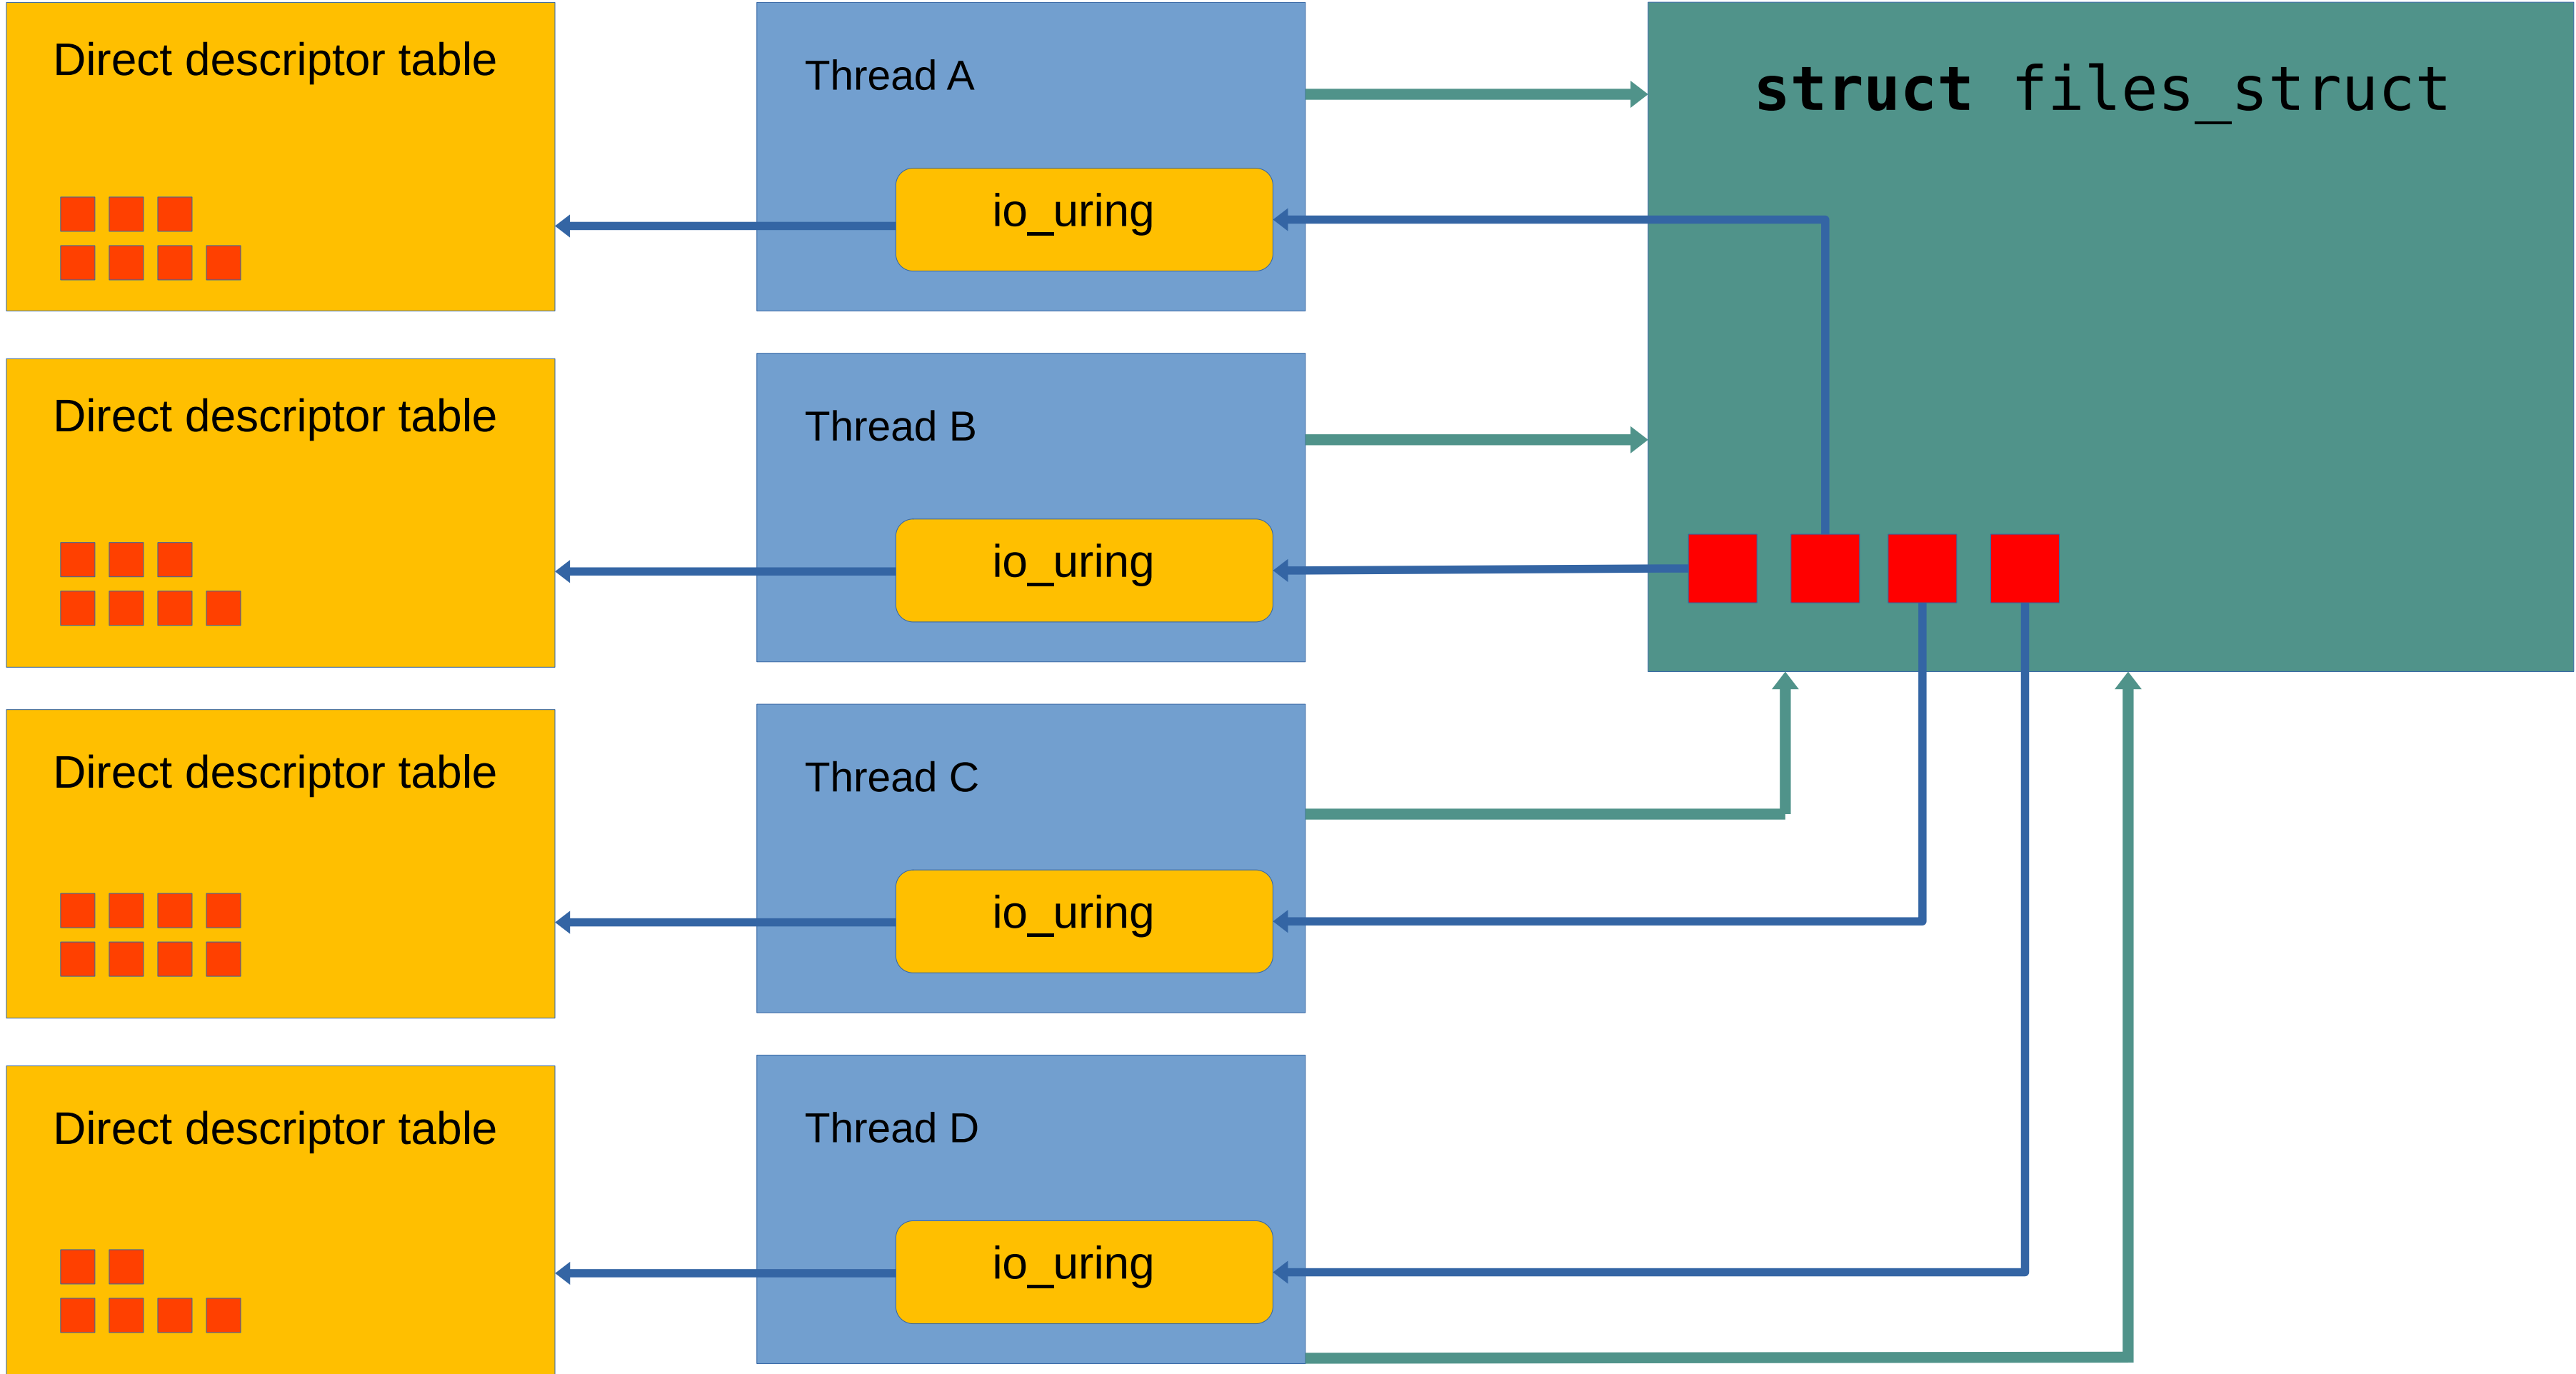 Direct descriptor table
Thread A
io_uring
struct files_struct
Direct descriptor table
Thread B
io_uring
Direct descriptor table
Thread C
io_uring
Direct descriptor table
Thread D
io_uring